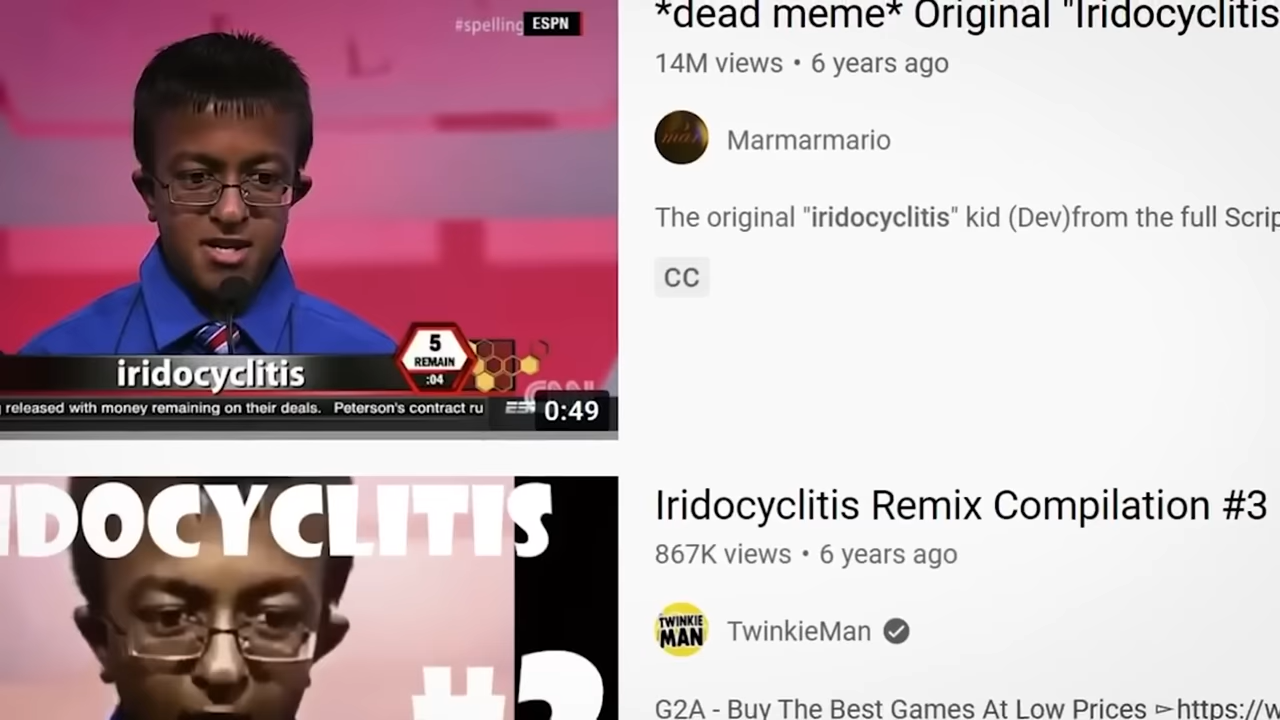 #spelling ESPN
5
REMAIN
:04
iridocyclitis
CNN
released with money remaining on their deals. Peterson's contract ru
0:49
*dead meme* Original "Iridocyclitis
14M views • 6 years ago
Marmarmario
The original "iridocyclitis" kid (Dev)from the full Scrip
CC
IDOCYCLITIS
Iridocyclitis Remix Compilation #3
867K views • 6 years ago
TWINKIE
MAN
TwinkieMan
G2A - Buy The Best Games At Low Prices ►https://w